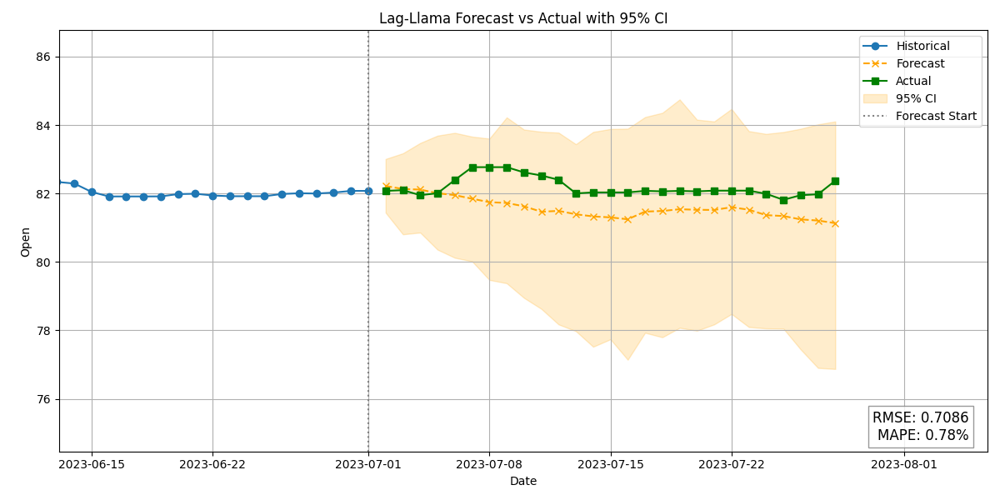 Lag-Llama Forecast vs Actual with 95% CI
Historical
Forecast
Actual
95% CI
Forecast Start
86
84
82
80
78
76
Open
RMSE: 0.7086
MAPE: 0.78%
2023-06-15
2023-06-22
2023-07-01
2023-07-08
2023-07-15
2023-07-22
2023-08-01
Date